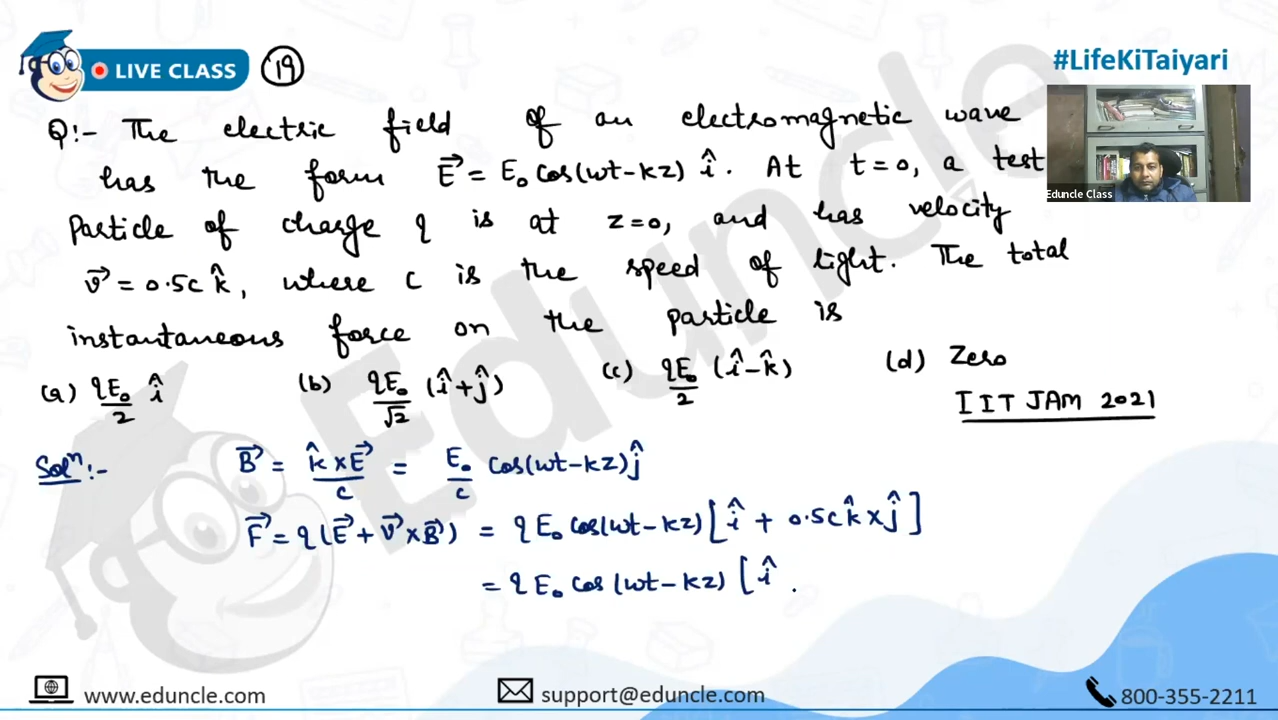 LIVE CLASS
19
#LifeKiTaiyari
Q:- The electric field of an electromagnetic wave
has the form E⃗ = E₀ cos(ωt-kz) î. At t=0, a test
Particle of charge q is at z=0, and has velocity
v⃗ = 0.5c k̂, where c is the speed of light. The total
instantaneous force on the particle is
(a) qE₀/2 î (b) qE₀/√2 (î+ĵ) (c) qE₀/2 (î-k̂) (d) Zero
IIT JAM 2021
Solⁿ:- B⃗ = k̂×E⃗/c = E₀/c cos(ωt-kz)ĵ
F⃗ = q(E⃗ + v⃗×B⃗) = qE₀ cos(ωt-kz)[î + 0.5ck̂×ĵ]
= qE₀ cos(ωt-kz) [î .
Eduncle Class
Eduncle
www.eduncle.com
support@eduncle.com
800-355-2211